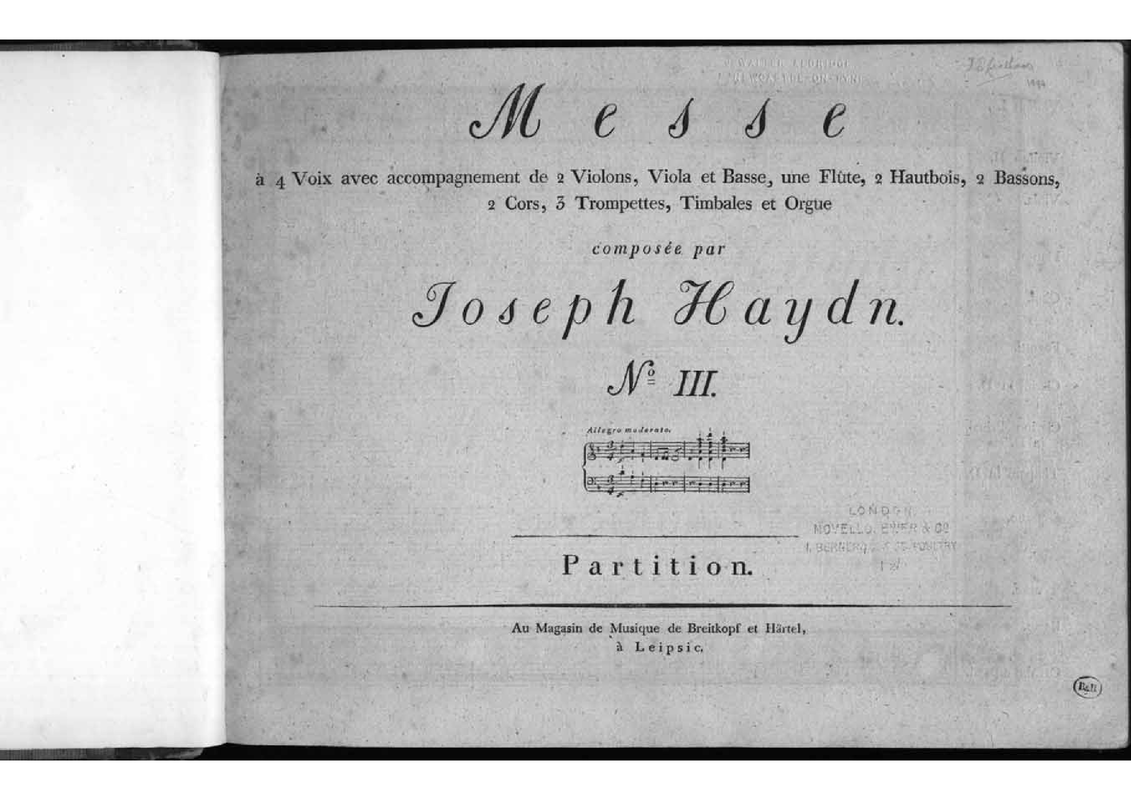 Messe
à 4 Voix avec accompagnement de 2 Violons, Viola et Basse, une Flûte, 2 Hautbois, 2 Bassons,
2 Cors, 3 Trompettes, Timbales et Orgue
composée par
Joseph Haydn.
No III.
Allegro moderato.
LONDON.
NOVELLO, EWER & Co
Partition.
Au Magasin de Musique de Breitkopf et Härtel,
à Leipsic.